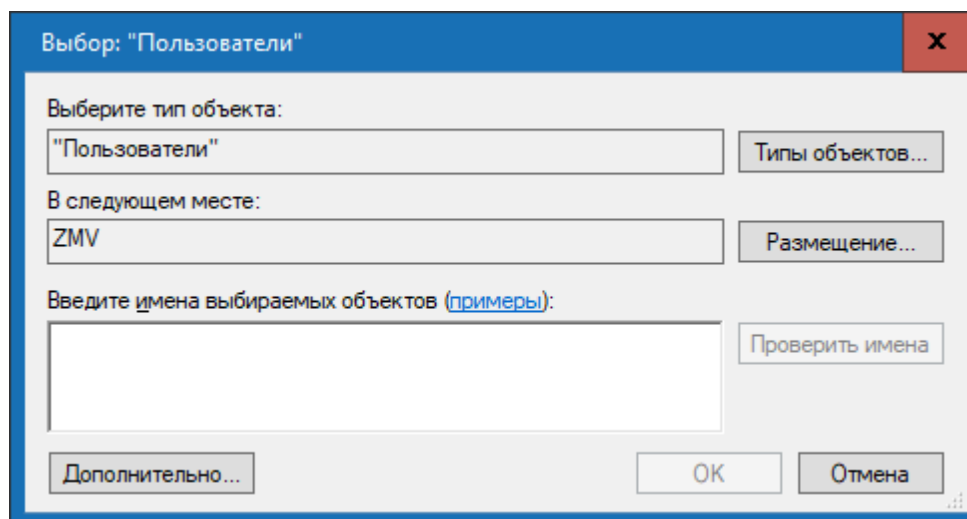 Выбор: "Пользователи"
x
Выберите тип объекта:
"Пользователи"
Типы объектов...
В следующем месте:
ZMV
Размещение...
Введите имена выбираемых объектов (примеры):
Проверить имена
Дополнительно...
OK
Отмена